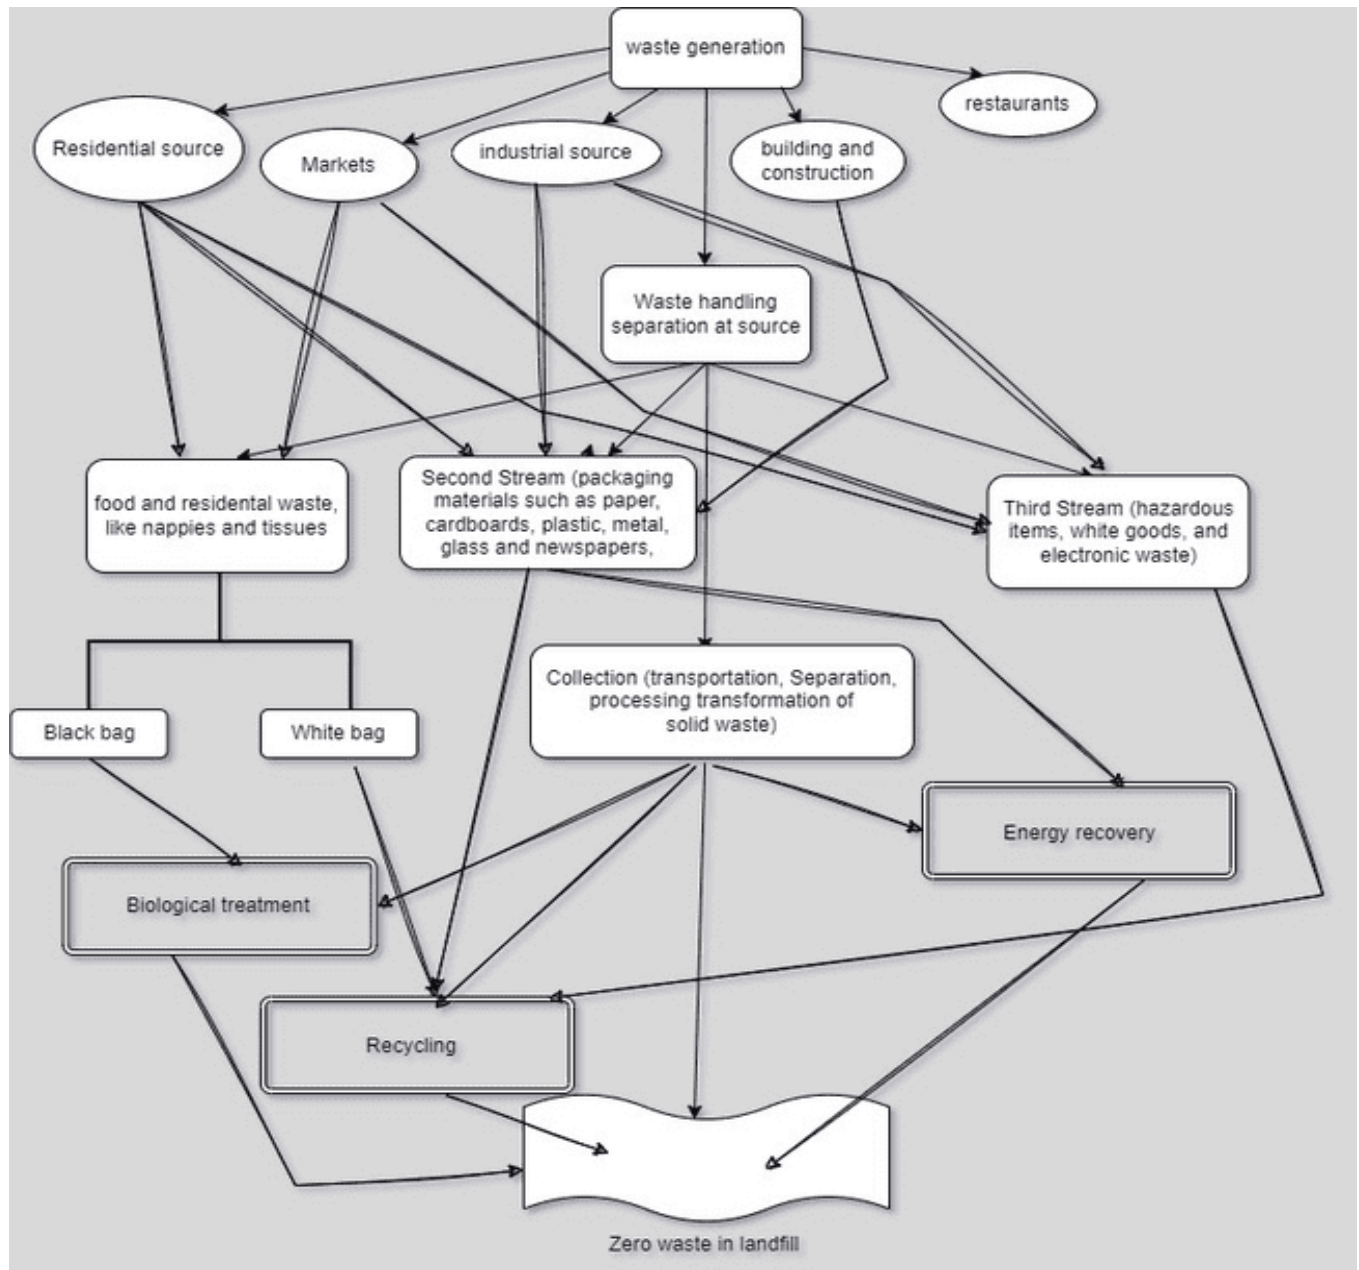 waste generation
restaurants
Residential source
Markets
industrial source
building and
construction
Waste handling
separation at source
food and residental waste,
like nappies and tissues
Second Stream (packaging
materials such as paper,
cardboards, plastic, metal,
glass and newspapers,
Third Stream (hazardous
items, white goods, and
electronic waste)
Collection (transportation, Separation,
processing transformation of
solid waste)
Black bag
White bag
Energy recovery
Biological treatment
Recycling
Zero waste in landfill